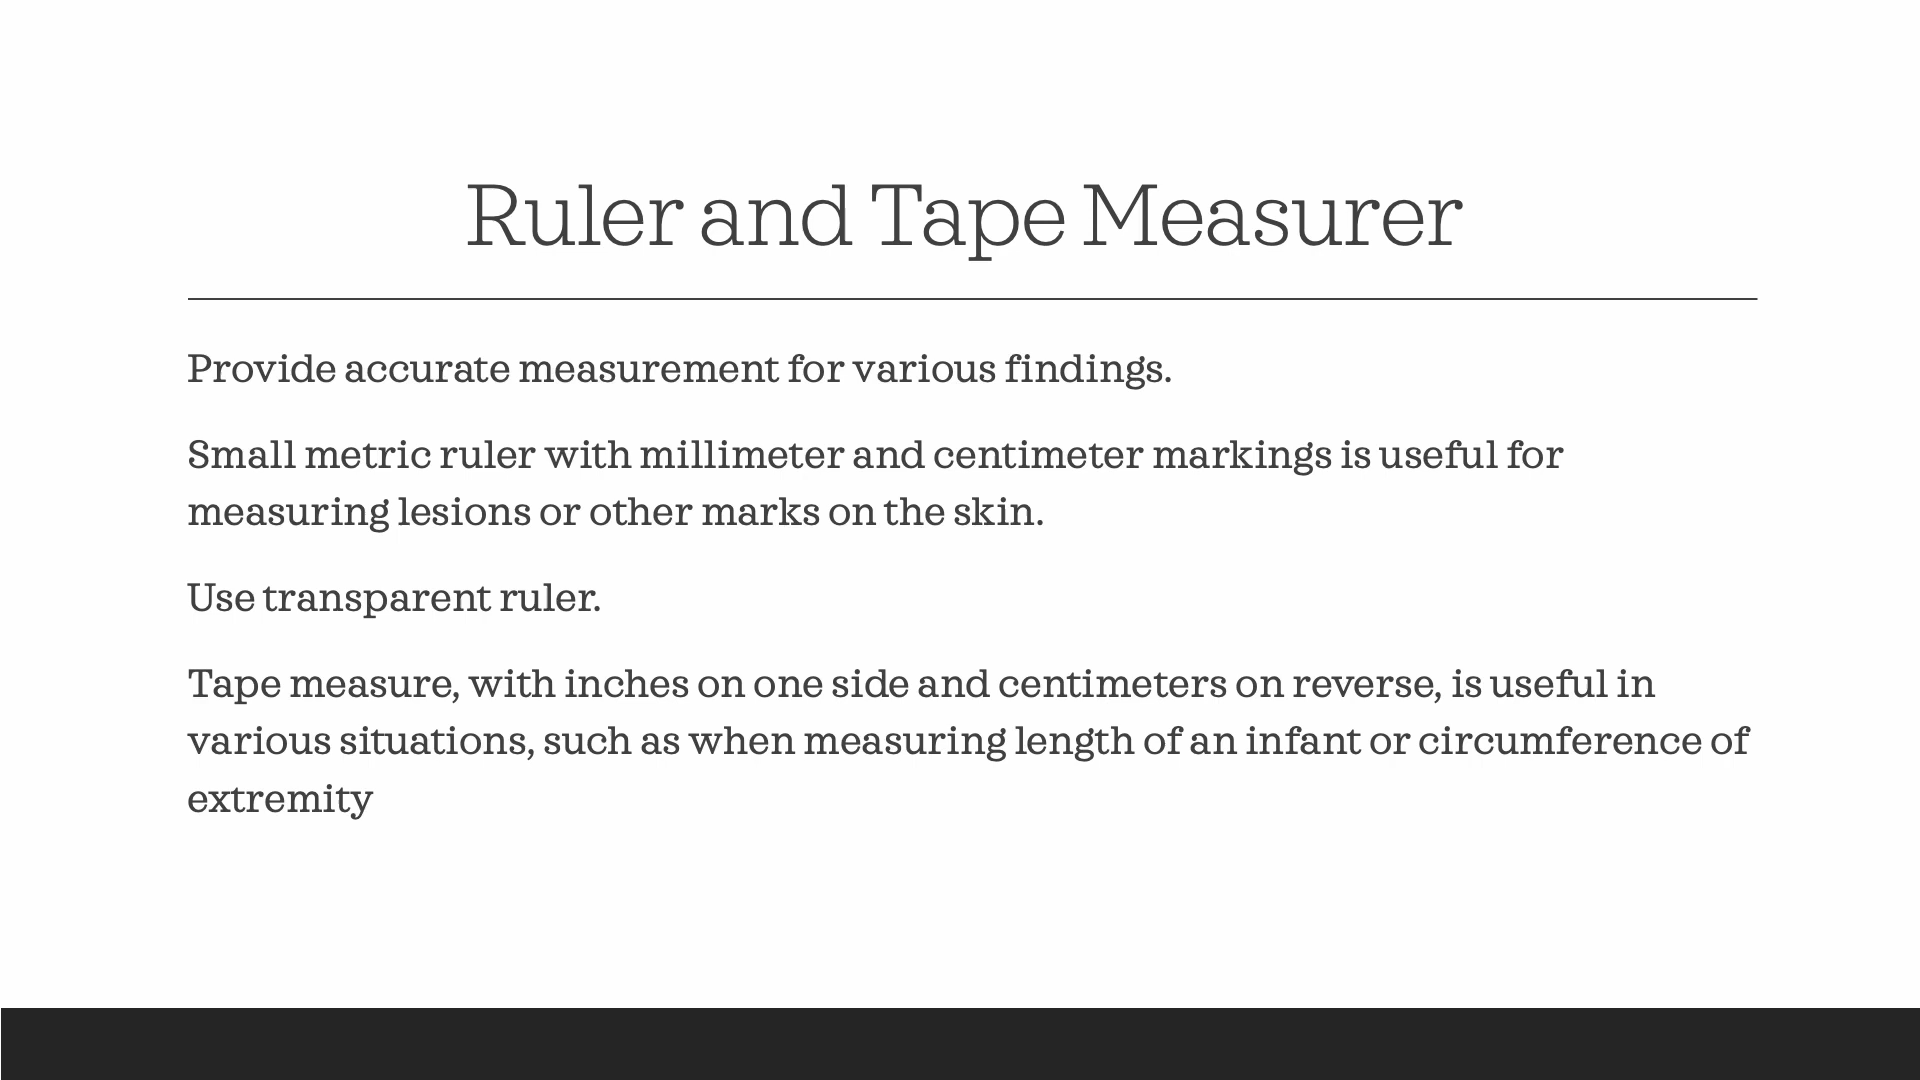 Ruler and Tape Measurer
Provide accurate measurement for various findings.
Small metric ruler with millimeter and centimeter markings is useful for
measuring lesions or other marks on the skin.
Use transparent ruler.
Tape measure, with inches on one side and centimeters on reverse, is useful in
various situations, such as when measuring length of an infant or circumference of
extremity